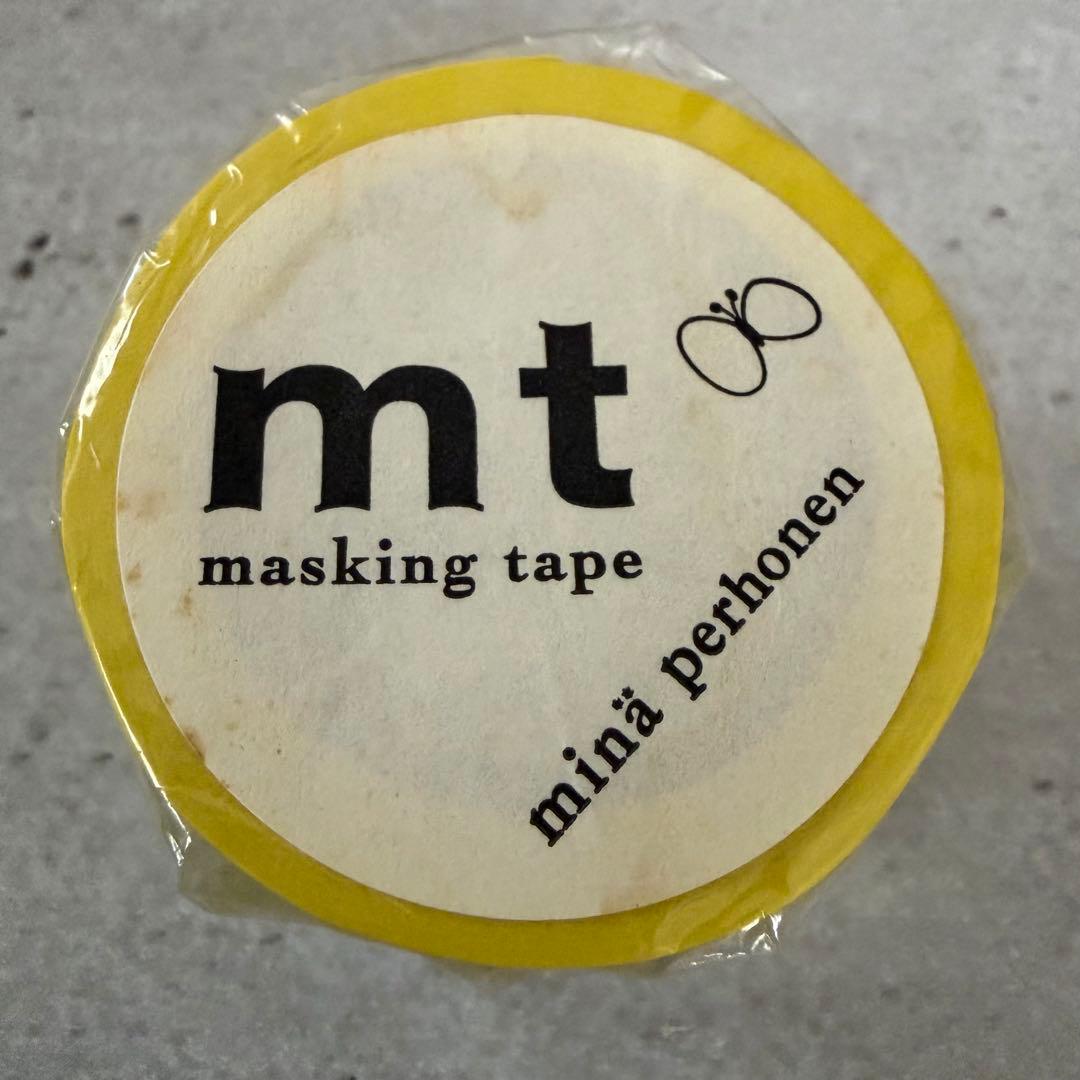 mt
masking tape
minä perhonen